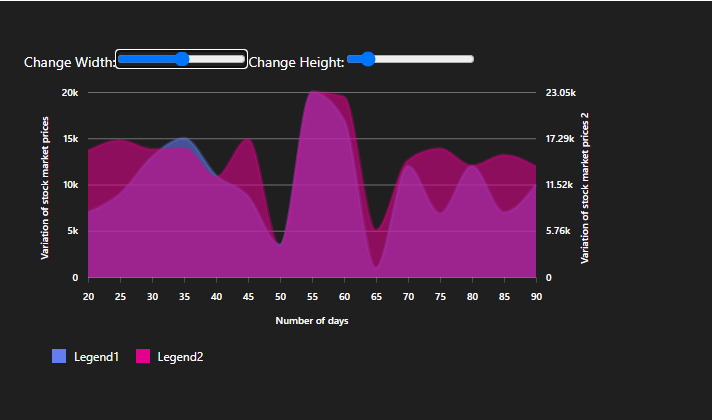 Change Width: Change Height:
20k 23.05k
15k 17.29k
10k 11.52k
5k 5.76k
0 0
Variation of stock market prices
Variation of stock market prices 2
20 25 30 35 40 45 50 55 60 65 70 75 80 85 90
Number of days
Legend1 Legend2